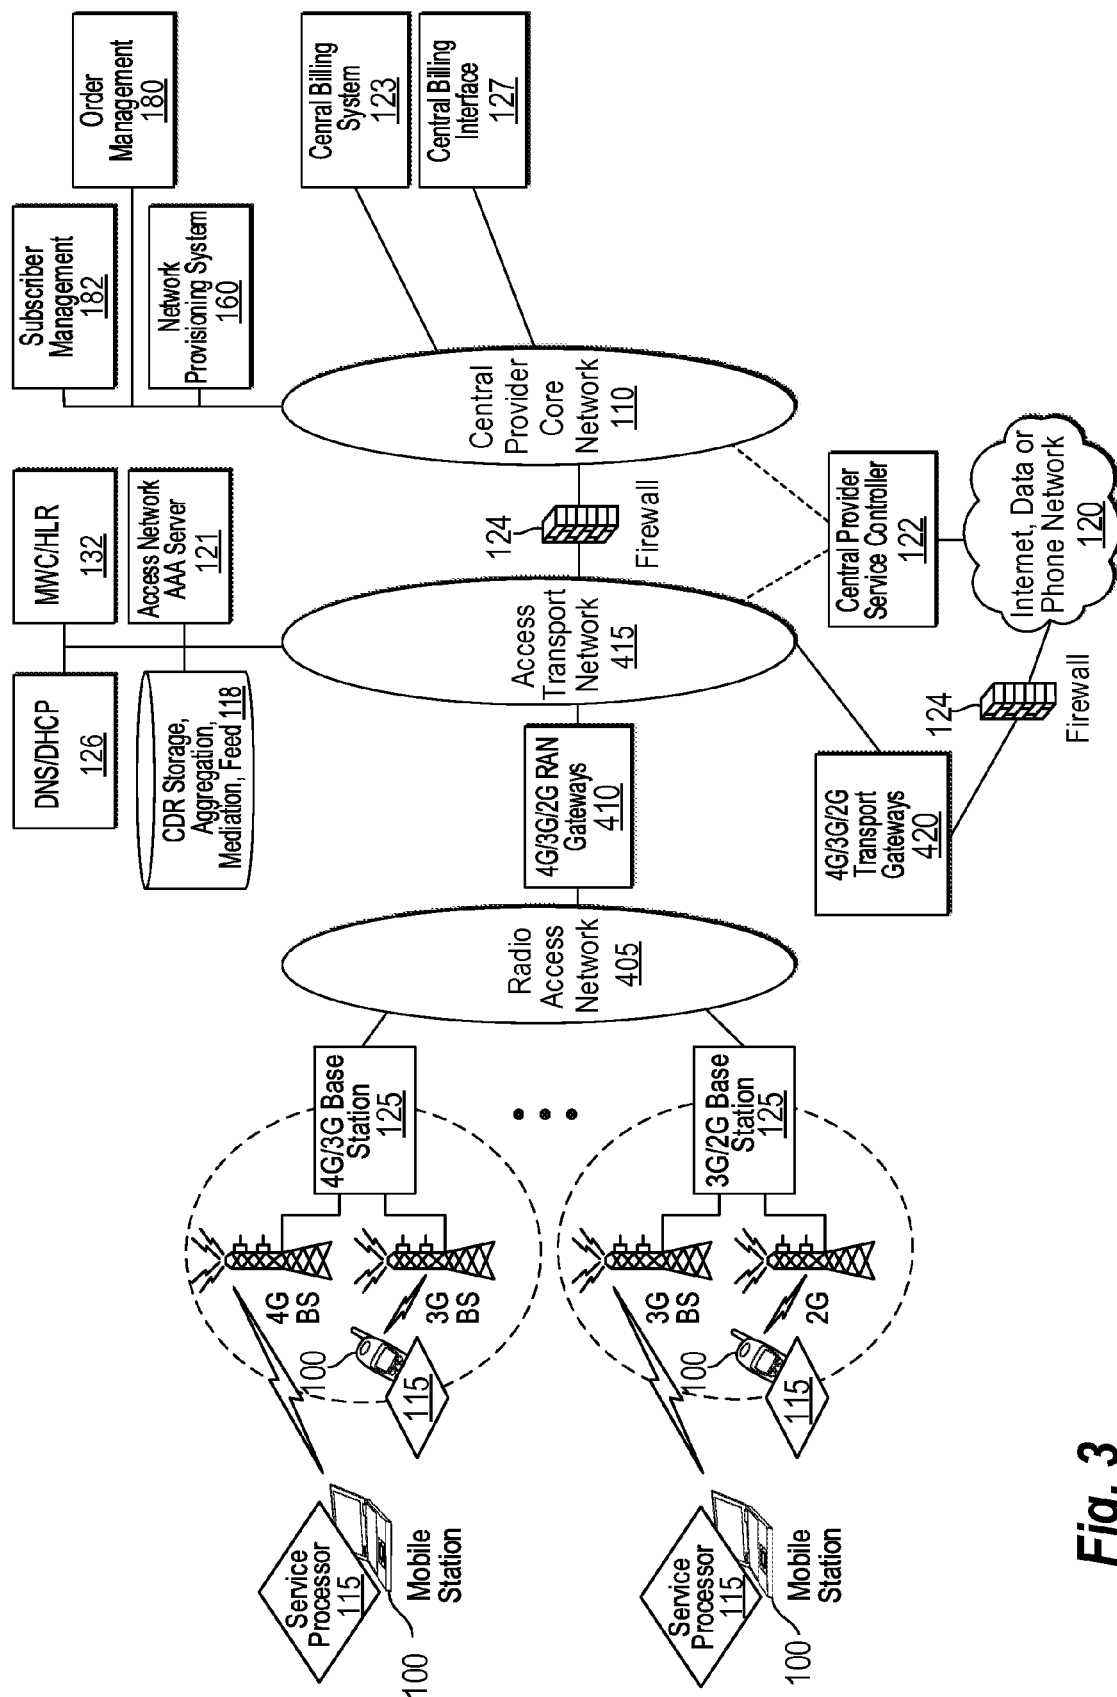 Subscriber
Management
182
Order
Management
180
Network
Provisioning System
160
Cenral Billing
System
123
Central Billing
Interface
127
DNS/DHCP
126
MWC/HLR
132
CDR Storage,
Aggregation,
Mediation, Feed 118
Access Network
AAA Server
121
Service
Processor
115
100
Mobile
Station
4G
BS
100
115
3G
BS
4G/3G Base
Station
125
Service
Processor
115
100
Mobile
Station
3G
BS
100
115
2G
3G/2G Base
Station
125
Radio
Access
Network
405
4G/3G/2G RAN
Gateways
410
Access
Transport
Network
415
124
Firewall
Central
Provider
Core
Network
110
4G/3G/2G
Transport
Gateways
420
124
Firewall
Central Provider
Service Controller
122
Internet, Data or
Phone Network
120
Fig. 3